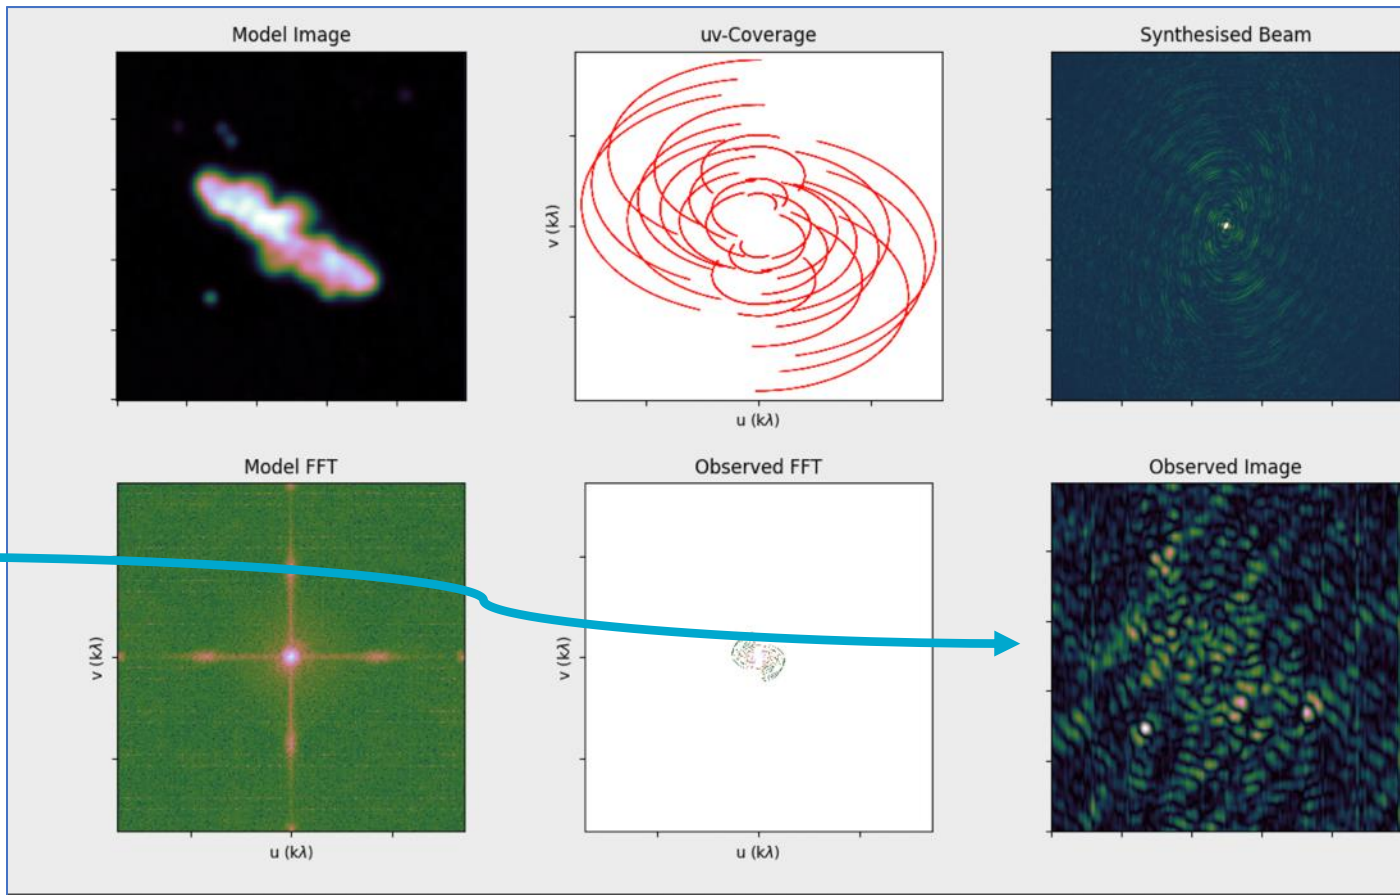 Model Image
uv-Coverage
Synthesised Beam
v (kλ)
u (kλ)
Model FFT
Observed FFT
Observed Image
v (kλ)
v (kλ)
u (kλ)
u (kλ)